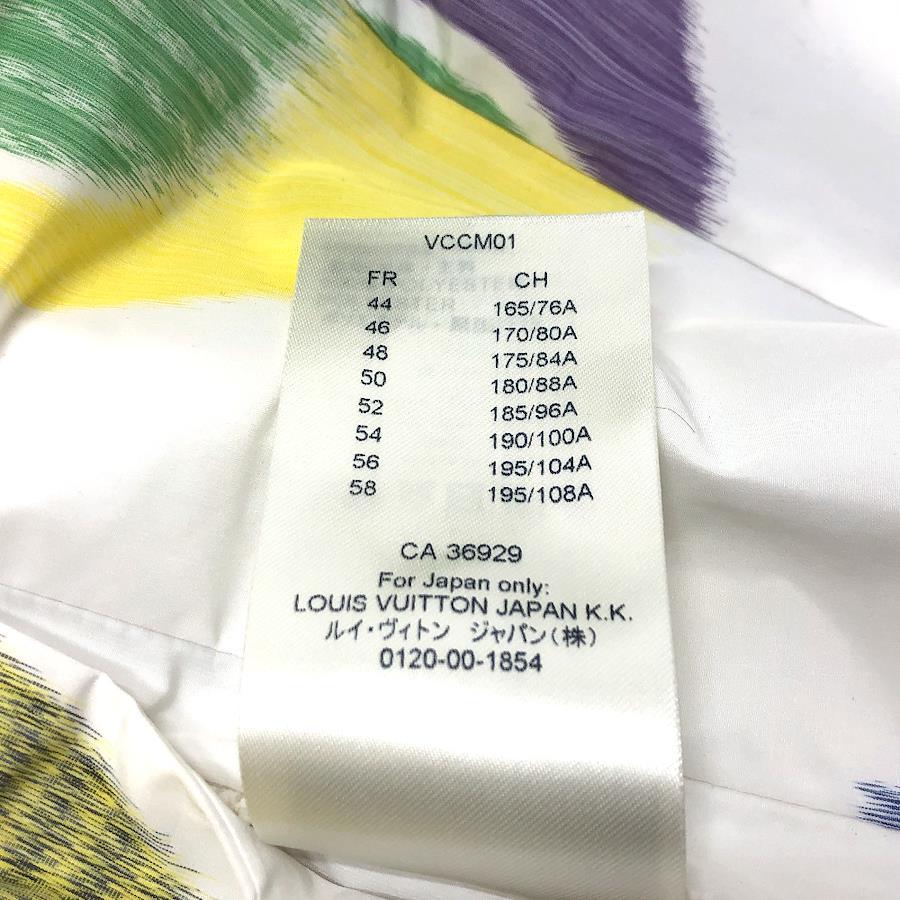 VCCM01
FR CH
44 165/76A
46 170/80A
48 175/84A
50 180/88A
52 185/96A
54 190/100A
56 195/104A
58 195/108A
CA 36929
For Japan only:
LOUIS VUITTON JAPAN K.K.
ルイ・ヴィトン ジャパン(株)
0120-00-1854